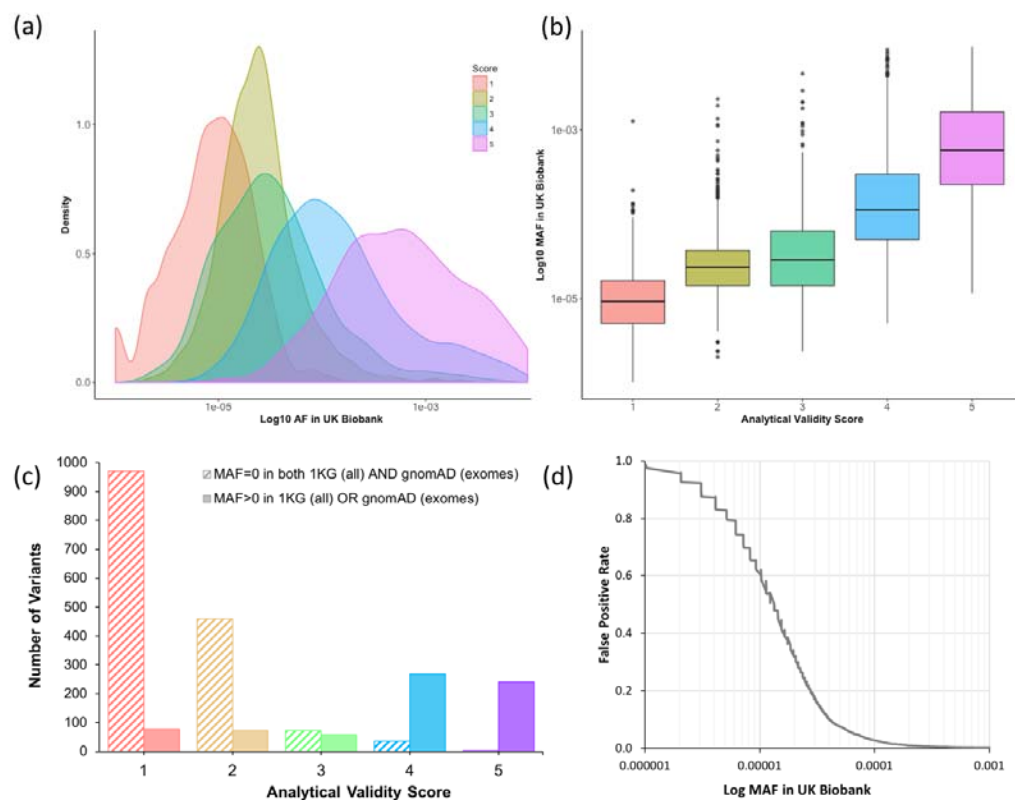 (a)
Score
1
2
3
4
5
1.0
0.5
0.0
Density
1e-05
1e-03
Log10 AF in UK Biobank
(b)
1e-03
1e-05
Log10 MAF in UK Biobank
1
2
3
4
5
Analytical Validity Score
(c)
1000
900
800
700
600
500
400
300
200
100
0
Number of Variants
MAF=0 in both 1KG (all) AND gnomAD (exomes)
MAF>0 in 1KG (all) OR gnomAD (exomes)
1
2
3
4
5
Analytical Validity Score
(d)
1.0
0.8
0.6
0.4
0.2
0.0
False Positive Rate
0.000001
0.00001
0.0001
0.001
Log MAF in UK Biobank